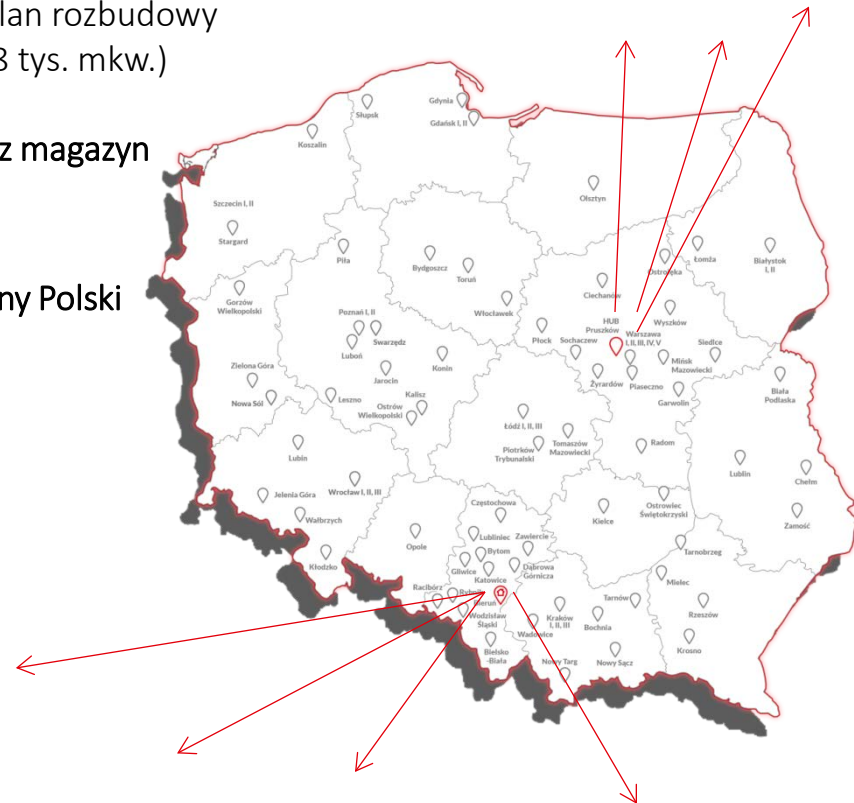 lan rozbudowy
8 tys. mkw.)
z magazyn
ny Polski
Słupsk
Gdynia
Gdańsk I, II
Koszalin
Olsztyn
Szczecin I, II
Stargard
Piła
Bydgoszcz
Toruń
Ostrołęka
Łomża
Białystok
I, II
Gorzów
Wielkopolski
Włocławek
Ciechanów
Wyszków
Poznań I, II
Swarzędz
Luboń
Płock
Sochaczew
HUB
Pruszków
Warszawa
I, II, III, IV, V
Siedlce
Mińsk
Mazowiecki
Zielona Góra
Nowa Sól
Jarocin
Konin
Żyrardów
Piaseczno
Garwolin
Biała
Podlaska
Leszno
Kalisz
Ostrów
Wielkopolski
Łódź I, II, III
Piotrków
Trybunalski
Tomaszów
Mazowiecki
Radom
Lubin
Lublin
Chełm
Jelenia Góra
Wrocław I, II, III
Częstochowa
Kielce
Ostrowiec
Świętokrzyski
Zamość
Wałbrzych
Opole
Lubliniec
Zawiercie
Tarnobrzeg
Kłodzko
Bytom
Gliwice
Katowice
Dąbrowa
Górnicza
Mielec
Racibórz
Rybnik
Bieruń
Wodzisław
Śląski
Kraków
I, II, III
Wadowice
Bochnia
Tarnów
Rzeszów
Krosno
Bielsko
-Biała
Nowy Targ
Nowy Sącz